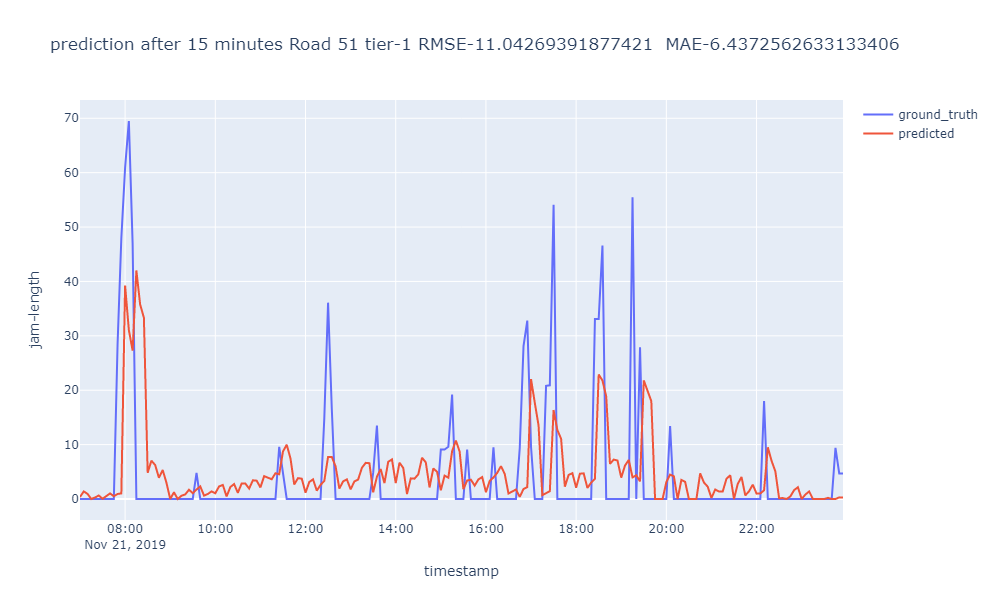 prediction after 15 minutes Road 51 tier-1 RMSE-11.04269391877421  MAE-6.4372562633133406
ground_truth
predicted
70
60
50
40
30
20
10
0
jam-length
08:00 10:00 12:00 14:00 16:00 18:00 20:00 22:00
Nov 21, 2019
timestamp